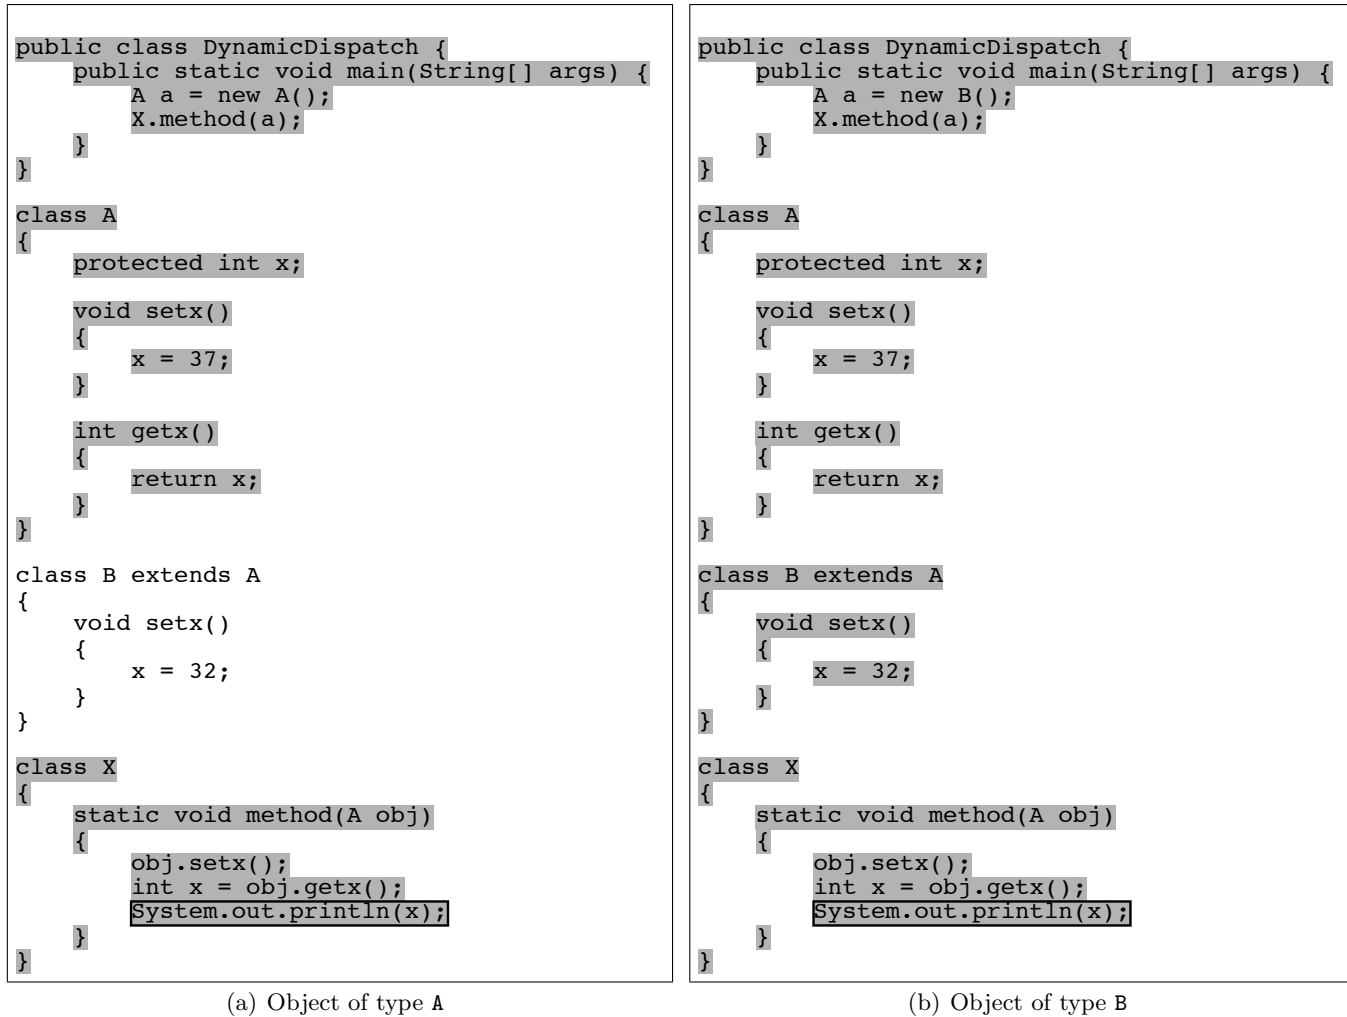 public class DynamicDispatch {
public static void main(String[] args) {
A a = new A();
X.method(a);
}
}
class A
{
protected int x;
void setx()
{
x = 37;
}
int getx()
{
return x;
}
}
class B extends A
{
void setx()
{
x = 32;
}
}
class X
{
static void method(A obj)
{
obj.setx();
int x = obj.getx();
System.out.println(x);
}
}
(a) Object of type A
public class DynamicDispatch {
public static void main(String[] args) {
A a = new B();
X.method(a);
}
}
class A
{
protected int x;
void setx()
{
x = 37;
}
int getx()
{
return x;
}
}
class B extends A
{
void setx()
{
x = 32;
}
}
class X
{
static void method(A obj)
{
obj.setx();
int x = obj.getx();
System.out.println(x);
}
}
(b) Object of type B